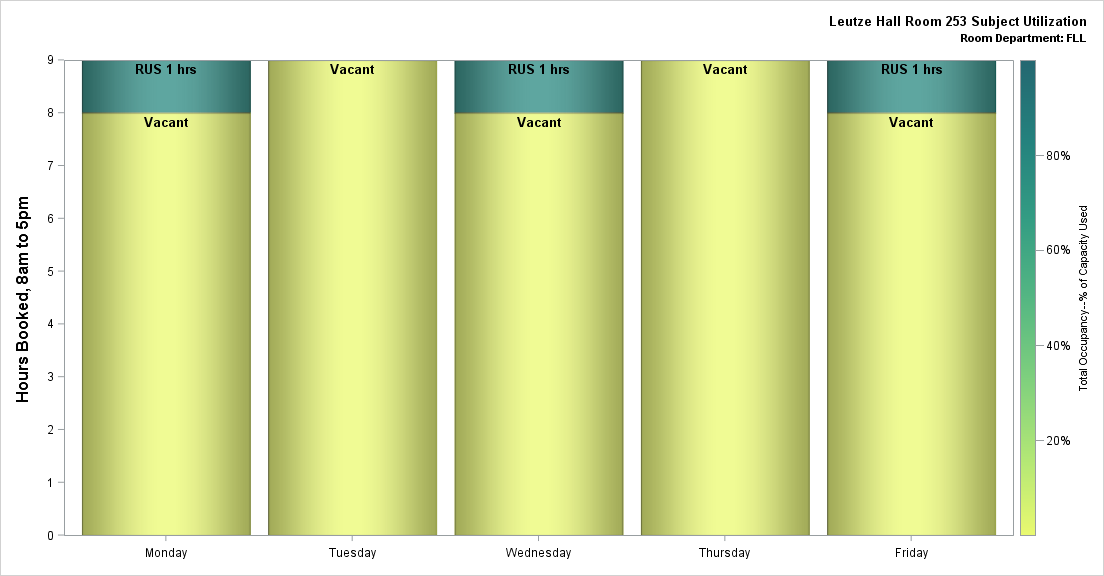 Leutze Hall Room 253 Subject Utilization
Room Department: FLL
Hours Booked, 8am to 5pm
9
8
7
6
5
4
3
2
1
0
RUS 1 hrs
Vacant
Vacant
RUS 1 hrs
Vacant
Vacant
RUS 1 hrs
Vacant
Monday
Tuesday
Wednesday
Thursday
Friday
80%
60%
40%
20%
Total Occupancy--% of Capacity Used